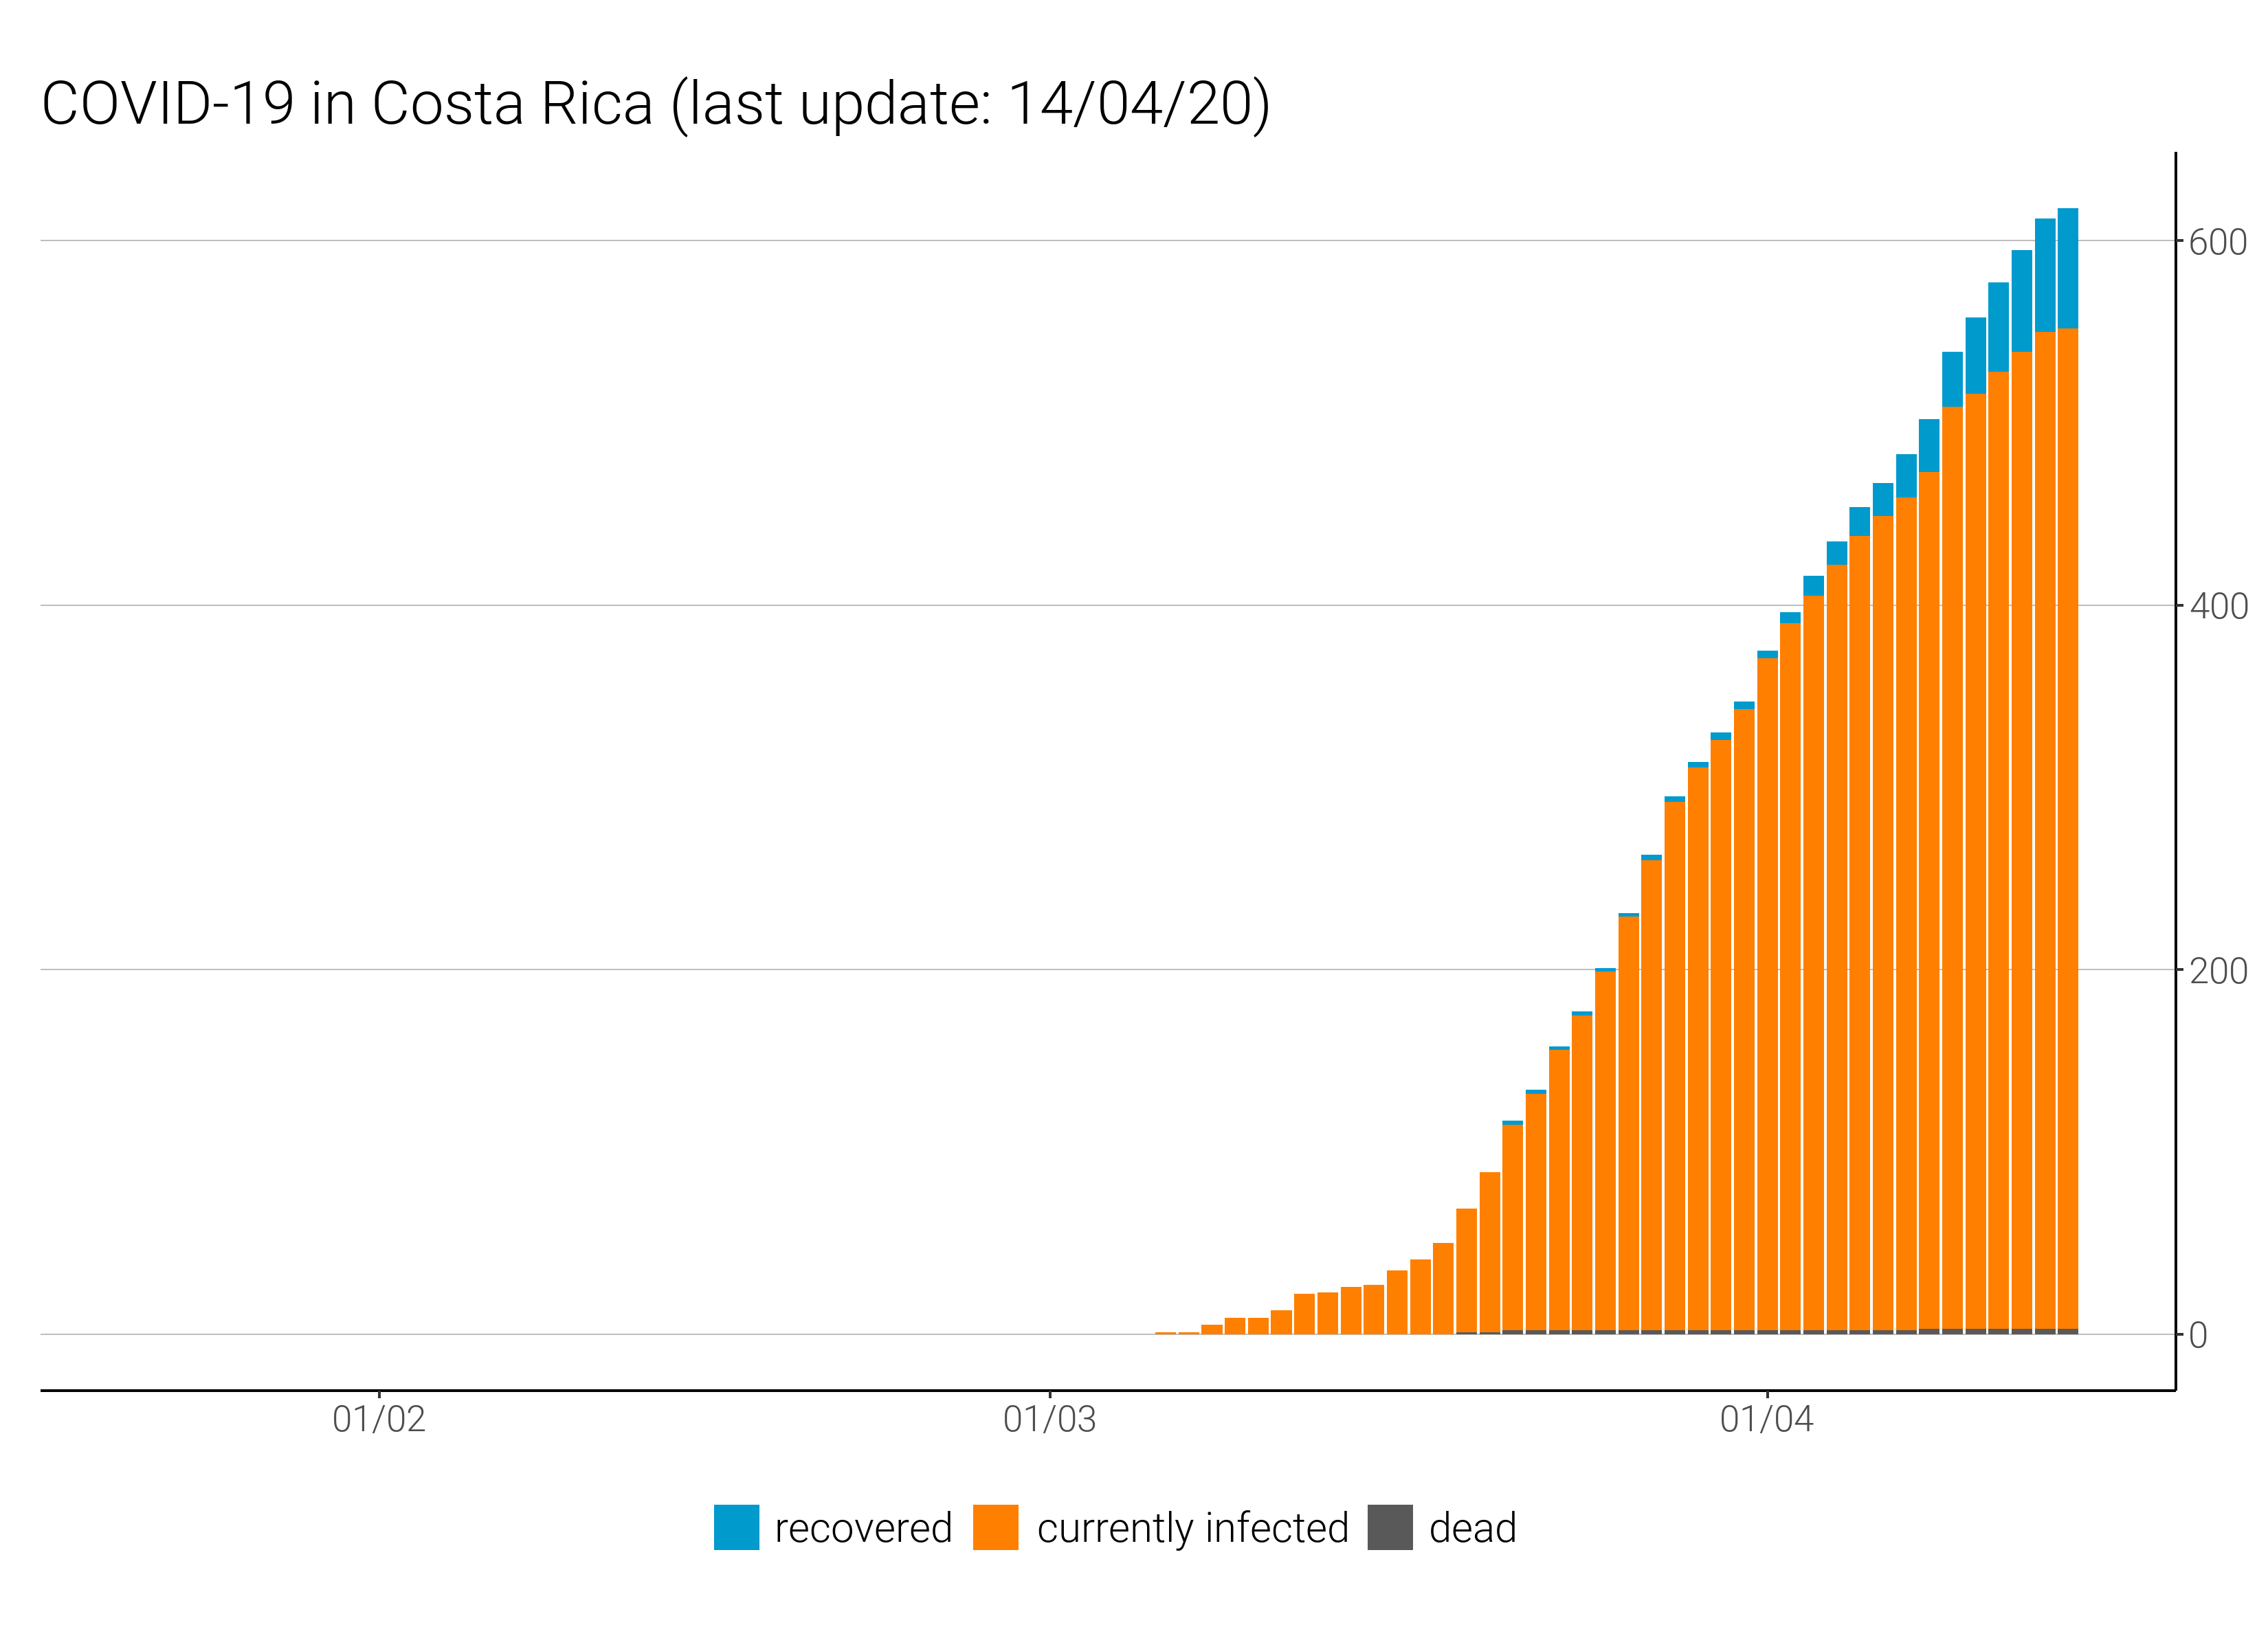 COVID-19 in Costa Rica (last update: 14/04/20)
600
400
200
0
01/02 01/03 01/04
recovered currently infected dead